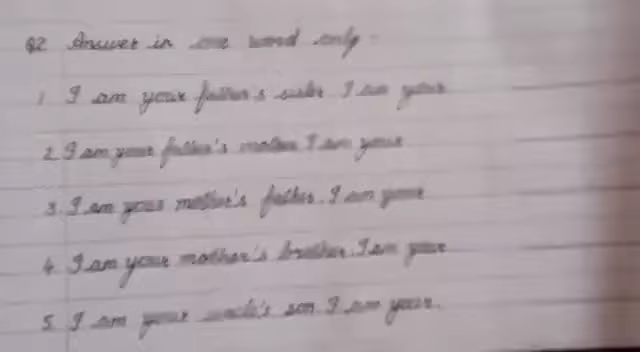 Q2 Answer in one word only -
1. I am your father's sister. I am your
2. I am your father's mother. I am your
3. I am your mother's father. I am your
4. I am your mother's brother. I am your
5. I am your uncle's son. I am your.